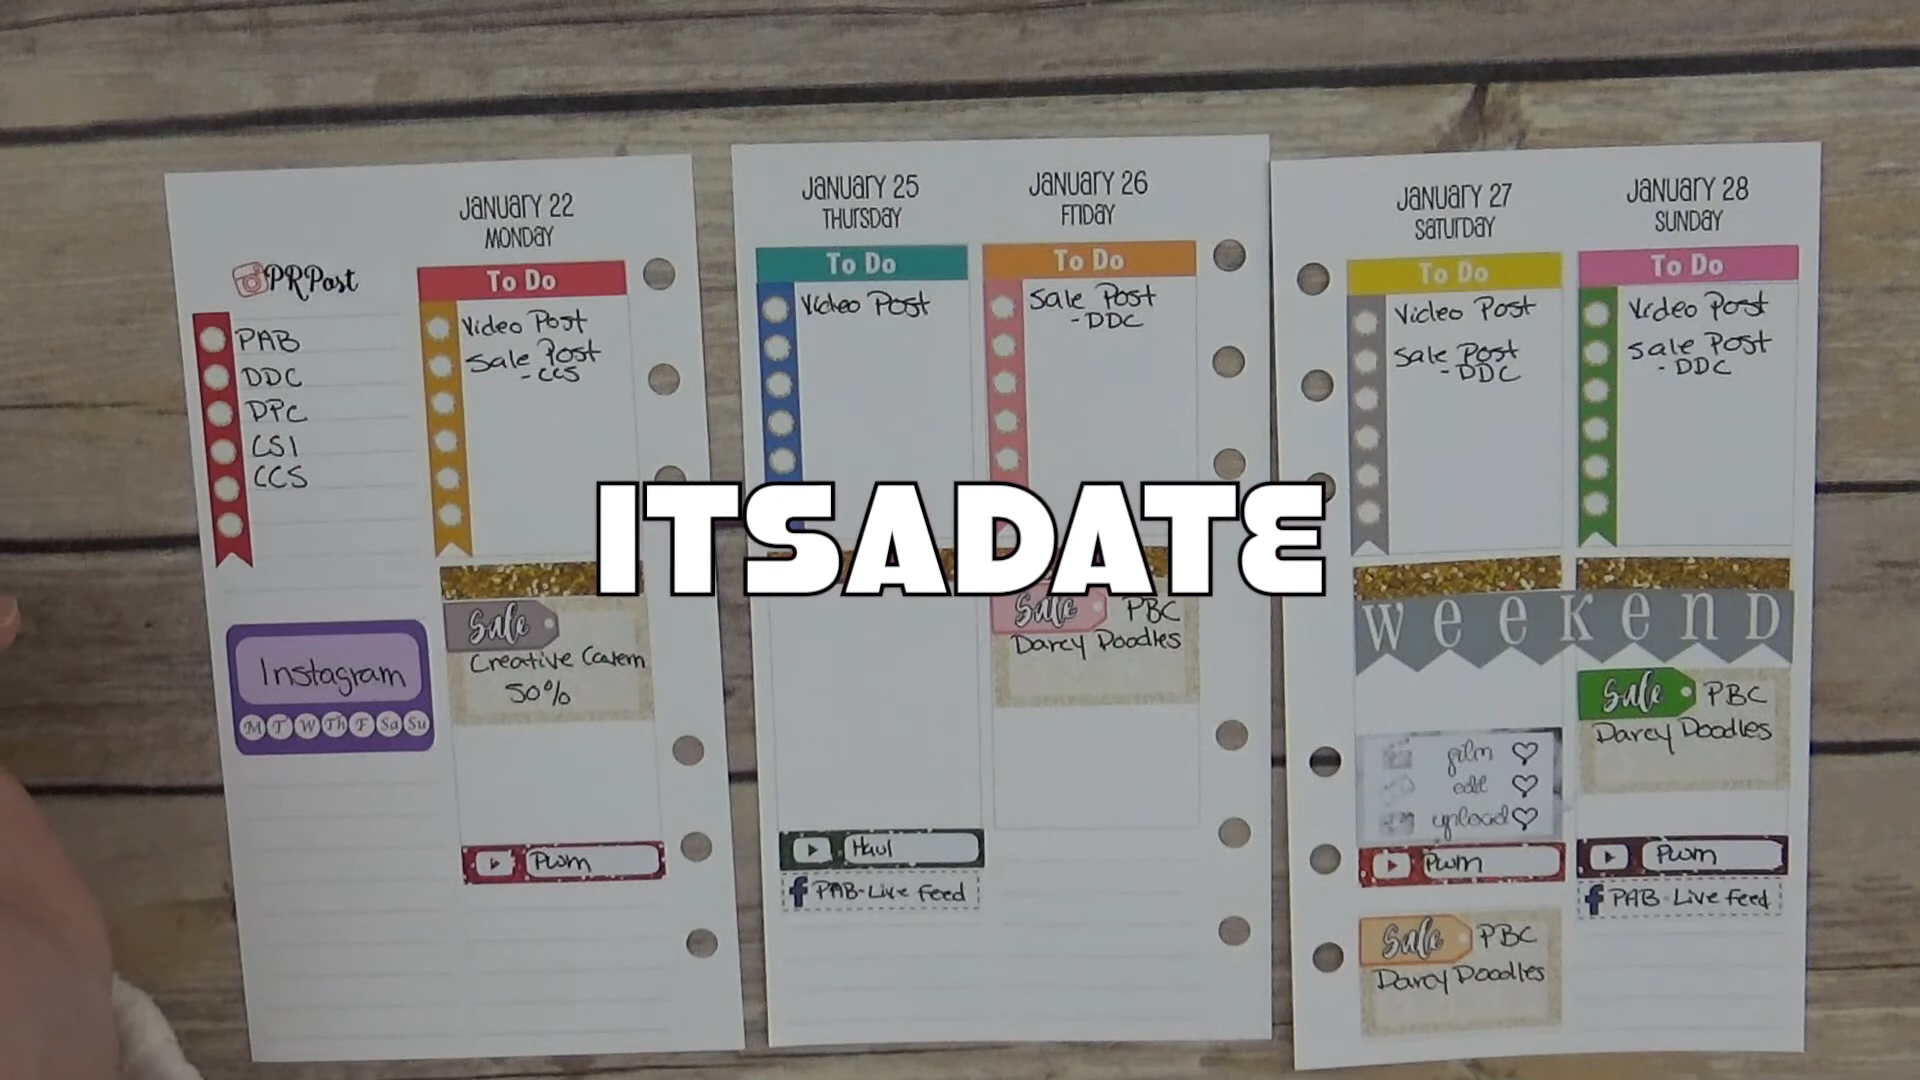 January 22
Monday
PRPost
PAB
DDC
DPC
CSI
CCS
Instagram
M T W Th F Sa Su
To Do
Video Post
Sale Post
- CCS
Sale
Creative Cavern
50%
Pwm
January 25
Thursday
To Do
Video Post
Haul
f PAB-Live Feed
January 26
Friday
To Do
Sale Post
- DDC
Sale PBC
Darcy Doodles
ITSADATE
January 27
Saturday
To Do
Video Post
Sale Post
- DDC
weekend
film
edit
upload
Pwm
Sale PBC
Darcy Doodles
January 28
Sunday
To Do
Video Post
Sale Post
- DDC
Sale PBC
Darcy Doodles
Pwm
f PAB-Live Feed